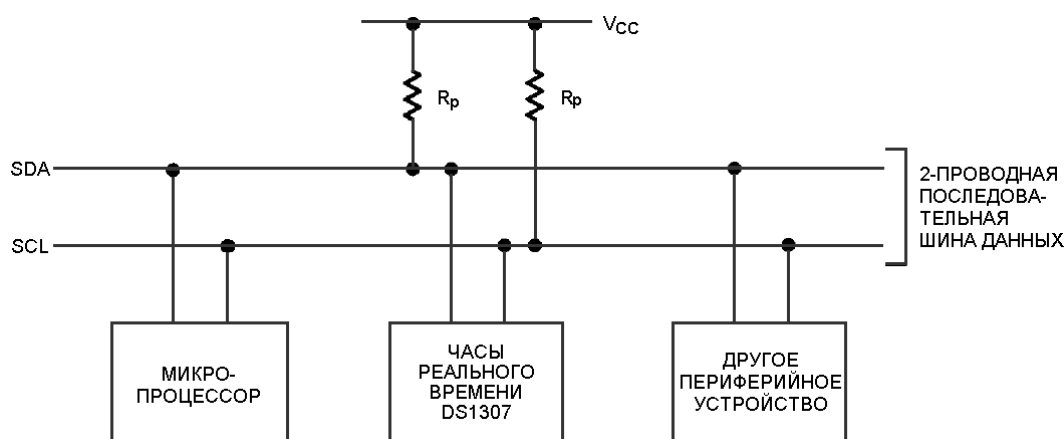 VCC
Rp
Rp
SDA
SCL
2-ПРОВОДНАЯ
ПОСЛЕДОВА-
ТЕЛЬНАЯ
ШИНА ДАННЫХ
МИКРО-
ПРОЦЕССОР
ЧАСЫ
РЕАЛЬНОГО
ВРЕМЕНИ
DS1307
ДРУГОЕ
ПЕРИФЕРИЙНОЕ
УСТРОЙСТВО